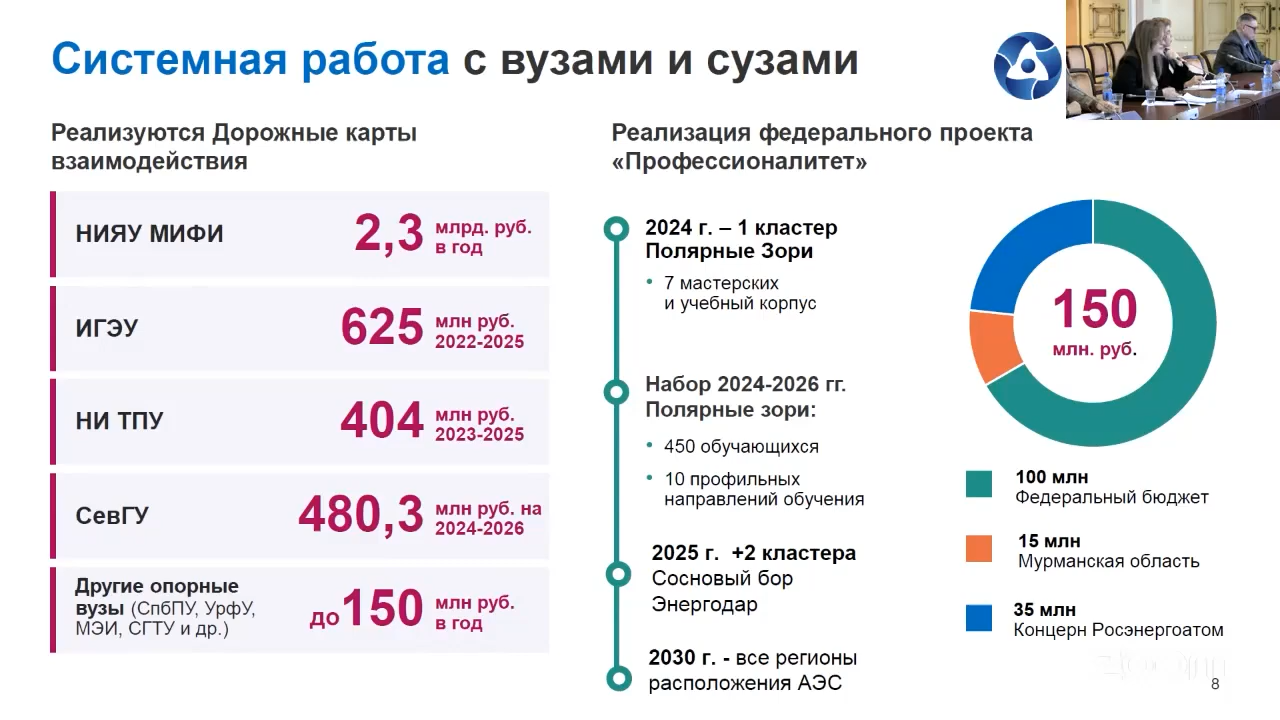 Системная работа с вузами и сузами
Реализуются Дорожные карты
взаимодействия
НИЯУ МИФИ
2,3
млрд. руб.
в год
ИГЭУ
625
млн руб.
2022-2025
НИ ТПУ
404
млн руб.
2023-2025
СевГУ
480,3
млн руб. на
2024-2026
Другие опорные
вузы (СпбПУ, УрфУ,
МЭИ, СГТУ и др.)
до 150
млн руб.
в год
Реализация федерального проекта
«Профессионалитет»
2024 г. – 1 кластер
Полярные Зори
• 7 мастерских
и учебный корпус
Набор 2024-2026 гг.
Полярные зори:
• 450 обучающихся
• 10 профильных
направлений обучения
2025 г. +2 кластера
Сосновый бор
Энергодар
2030 г. - все регионы
расположения АЭС
150
млн. руб.
100 млн
Федеральный бюджет
15 млн
Мурманская область
35 млн
Концерн Росэнергоатом
8